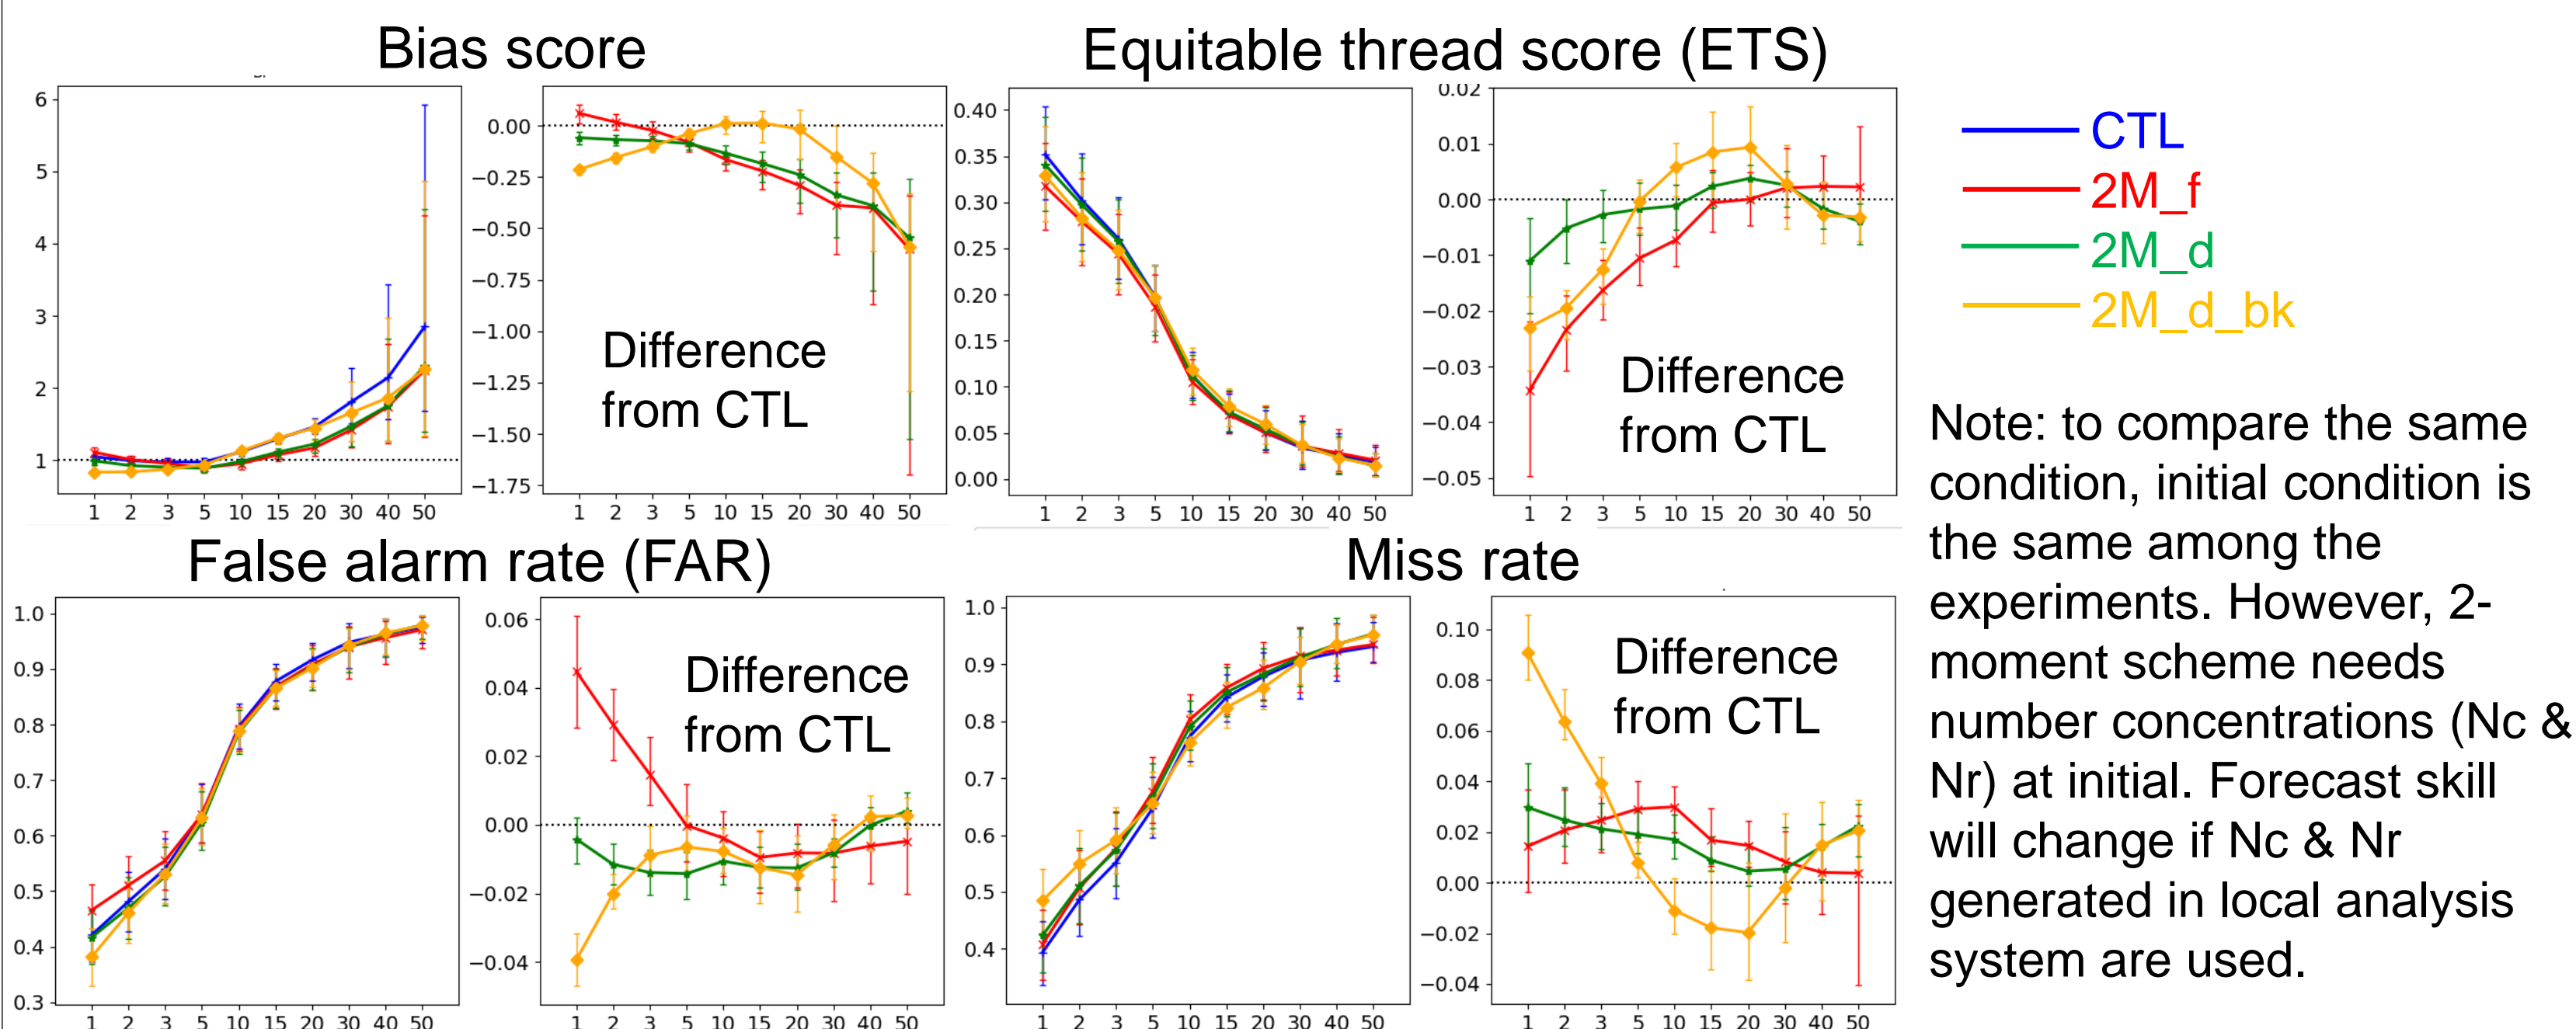 Bias score
6
5
4
3
2
1
1 2 3 5 10 15 20 30 40 50
0.00
−0.25
−0.50
−0.75
−1.00
−1.25
−1.50
−1.75
Difference
from CTL
1 2 3 5 10 15 20 30 40 50
Equitable thread score (ETS)
0.40
0.35
0.30
0.25
0.20
0.15
0.10
0.05
0.00
1 2 3 5 10 15 20 30 40 50
0.02
0.01
0.00
−0.01
−0.02
−0.03
−0.04
−0.05
Difference
from CTL
1 2 3 5 10 15 20 30 40 50
False alarm rate (FAR)
1.0
0.9
0.8
0.7
0.6
0.5
0.4
0.3
1 2 3 5 10 15 20 30 40 50
0.06
0.04
0.02
0.00
−0.02
−0.04
Difference
from CTL
1 2 3 5 10 15 20 30 40 50
Miss rate
1.0
0.9
0.8
0.7
0.6
0.5
0.4
1 2 3 5 10 15 20 30 40 50
0.10
0.08
0.06
0.04
0.02
0.00
−0.02
−0.04
Difference
from CTL
1 2 3 5 10 15 20 30 40 50
CTL
2M_f
2M_d
2M_d_bk
Note: to compare the same
condition, initial condition is
the same among the
experiments. However, 2-
moment scheme needs
number concentrations (Nc &
Nr) at initial. Forecast skill
will change if Nc & Nr
generated in local analysis
system are used.